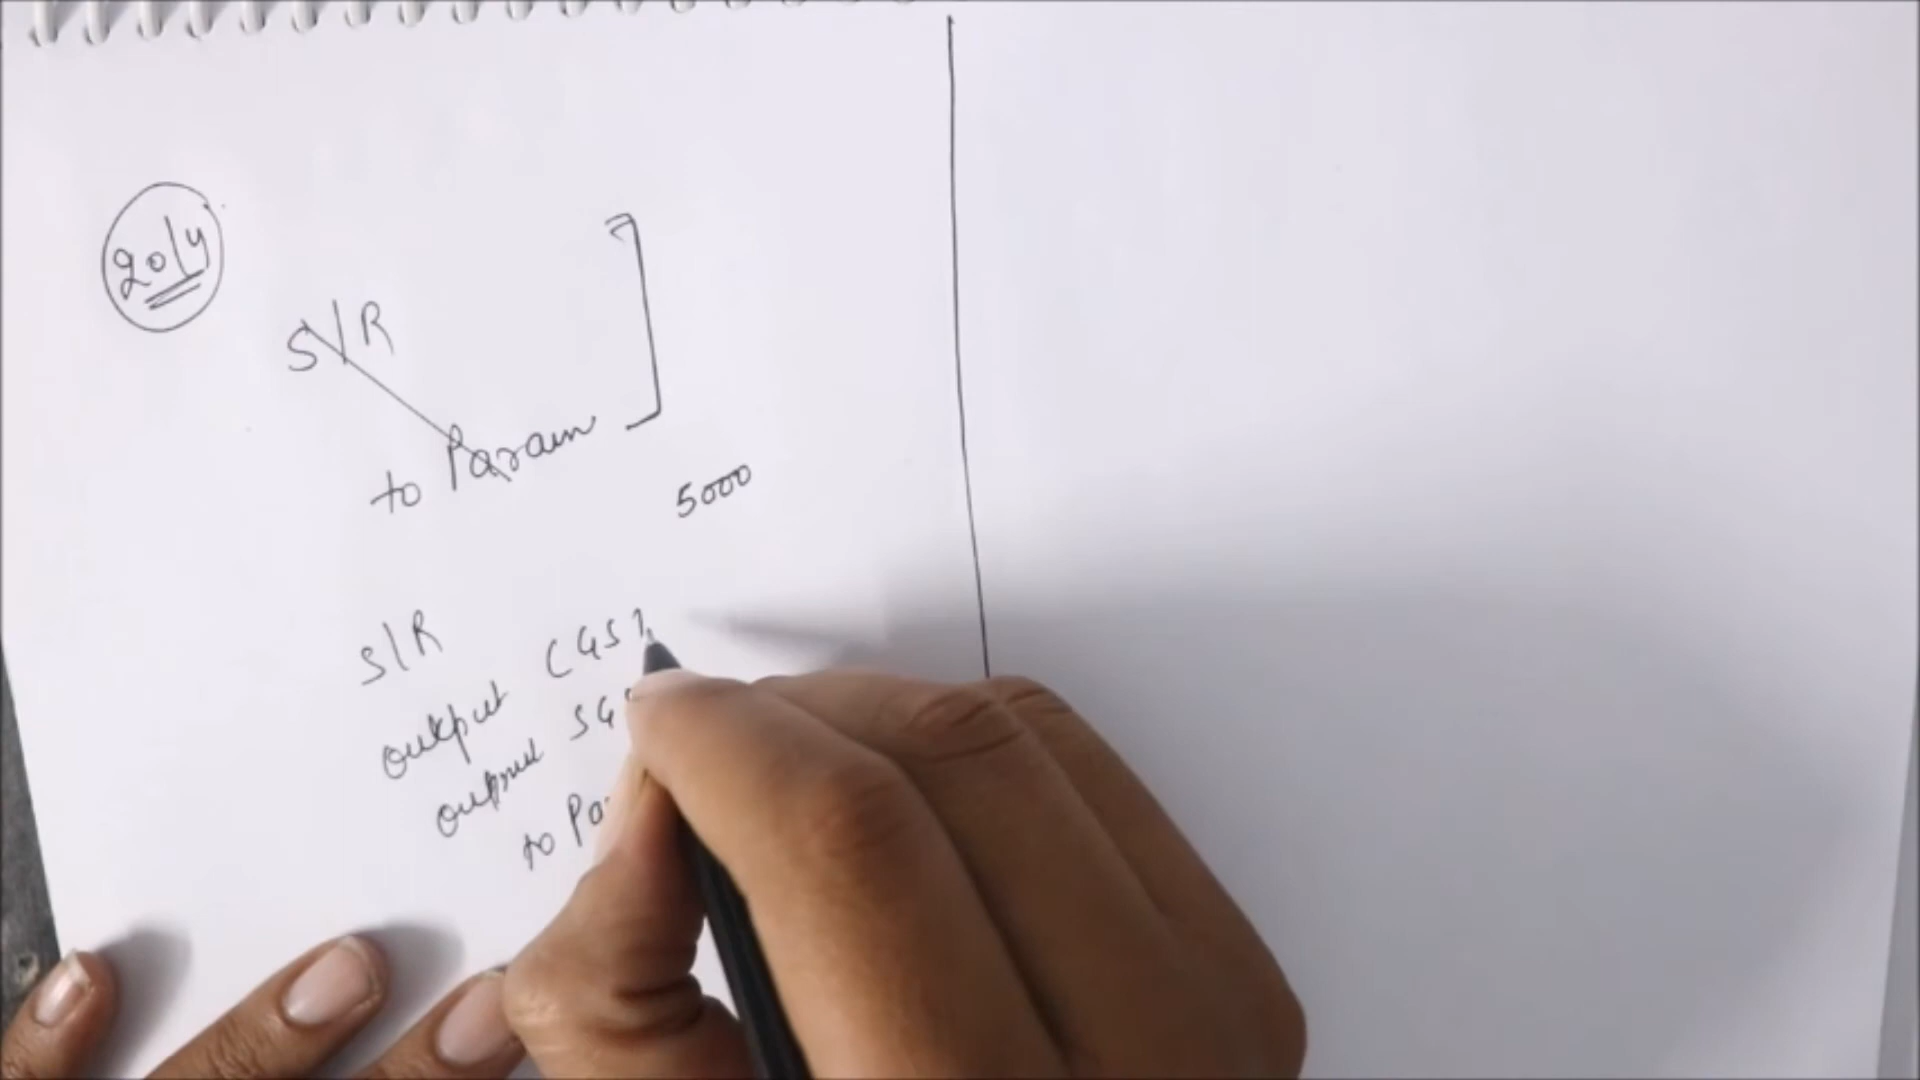 20/4
S/R
to Param
5000
S/R
output CGST
output SG
to Pa